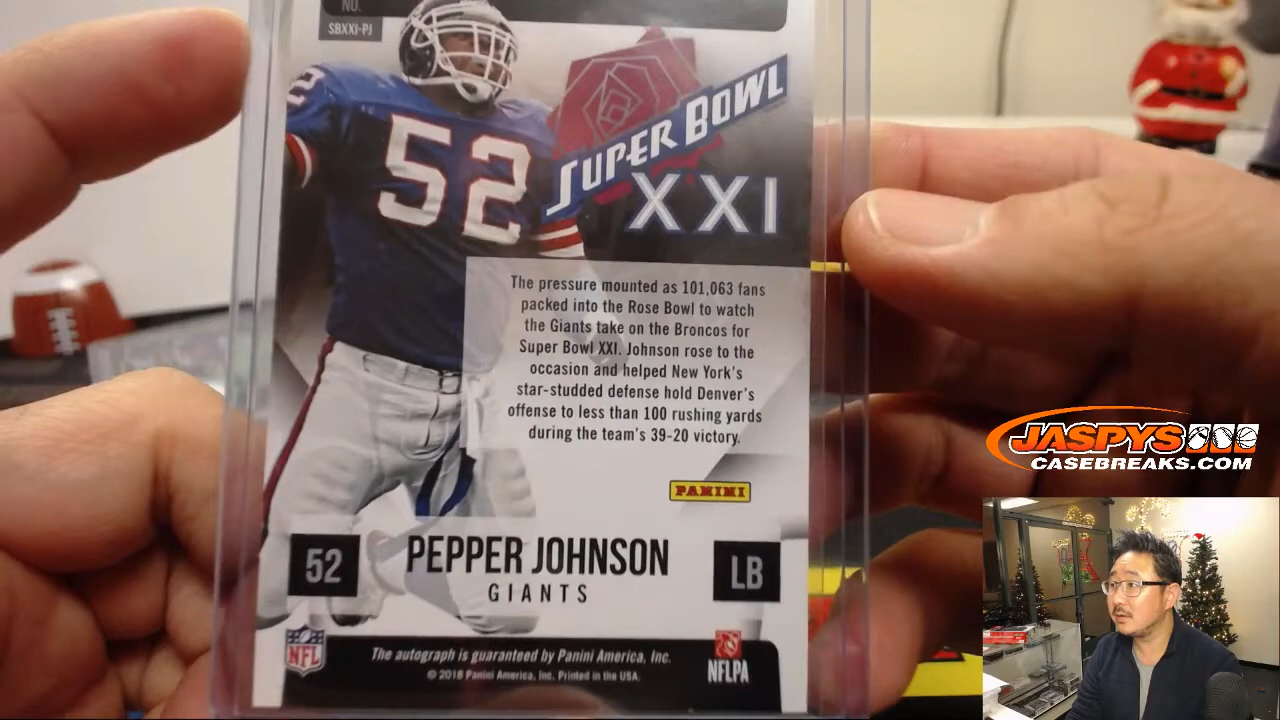 NO.
SBXXI-PJ
52
SUPER BOWL
XXI
The pressure mounted as 101,063 fans
packed into the Rose Bowl to watch
the Giants take on the Broncos for
Super Bowl XXI. Johnson rose to the
occasion and helped New York's
star-studded defense hold Denver's
offense to less than 100 rushing yards
during the team's 39-20 victory.
PANINI
52
PEPPER JOHNSON
LB
GIANTS
NFL
The autograph is guaranteed by Panini America, Inc.
© 2018 Panini America, Inc. Printed in the USA.
NFLPA
JASPYS
CASEBREAKS.COM